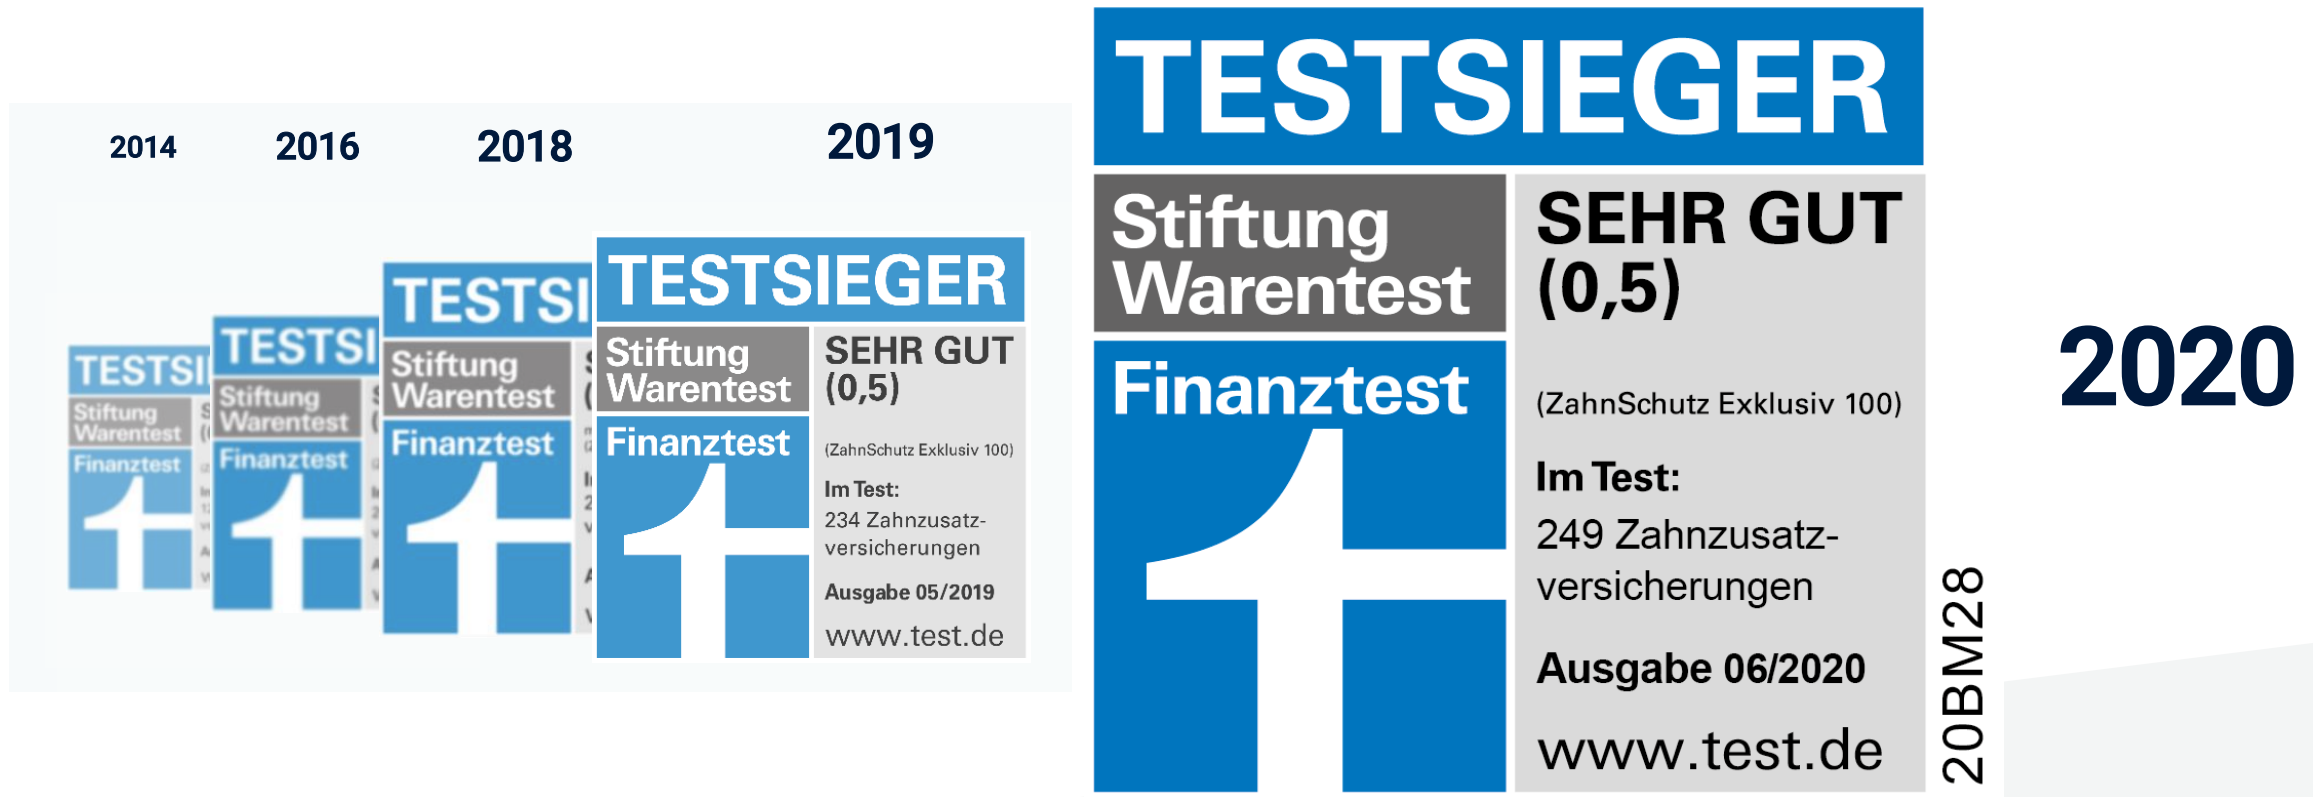 2014
2016
2018
2019
TESTSI
Stiftung
Warentest
Finanztest
TESTSI
Stiftung
Warentest
Finanztest
TESTSI
Stiftung
Warentest
Finanztest
TESTSIEGER
Stiftung
Warentest
Finanztest
SEHR GUT
(0,5)
(ZahnSchutz Exklusiv 100)
Im Test:
234 Zahnzusatz-
versicherungen
Ausgabe 05/2019
www.test.de
TESTSIEGER
Stiftung
Warentest
Finanztest
SEHR GUT
(0,5)
(ZahnSchutz Exklusiv 100)
Im Test:
249 Zahnzusatz-
versicherungen
Ausgabe 06/2020
www.test.de
20BM28
2020